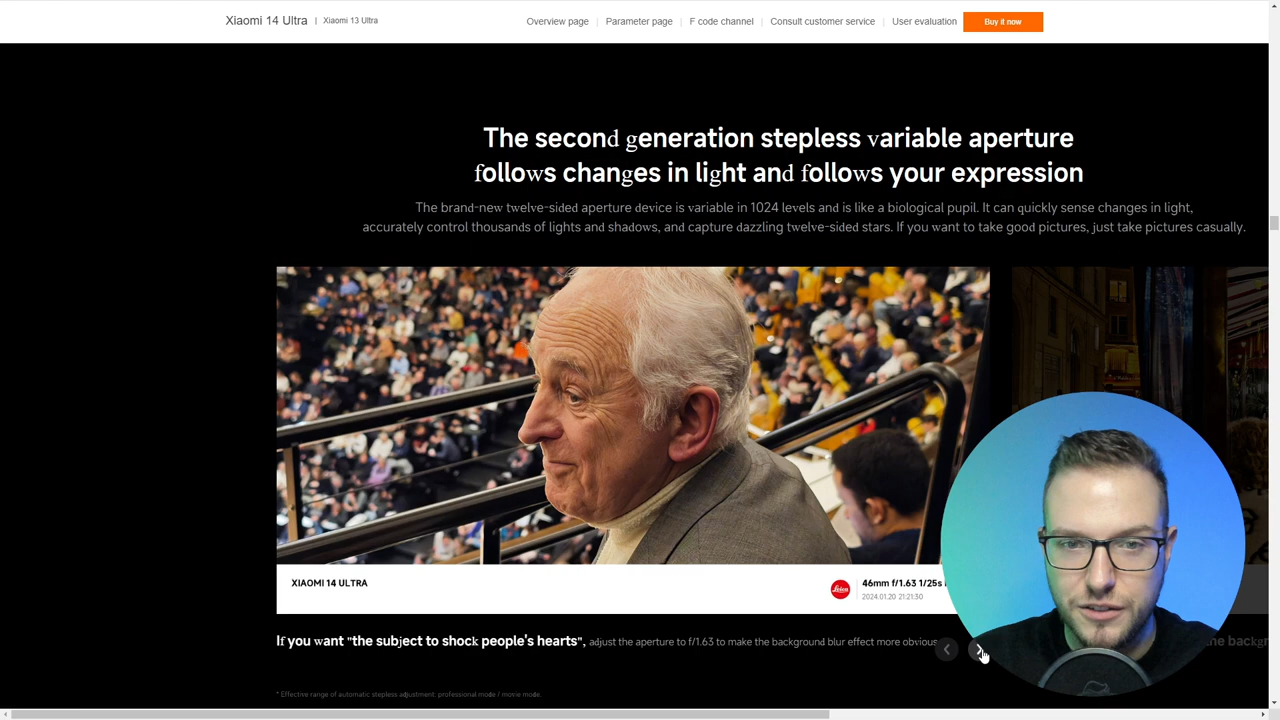 Xiaomi 14 Ultra | Xiaomi 13 Ultra
Overview page | Parameter page | F code channel | Consult customer service | User evaluation
Buy it now
The second generation stepless variable aperture
follows changes in light and follows your expression
The brand-new twelve-sided aperture device is variable in 1024 levels and is like a biological pupil. It can quickly sense changes in light,
accurately control thousands of lights and shadows, and capture dazzling twelve-sided stars. If you want to take good pictures, just take pictures casually.
XIAOMI 14 ULTRA
Leica
46mm f/1.63 1/25s
2024.01.20 21:21:30
If you want "the subject to shock people's hearts", adjust the aperture to f/1.63 to make the background blur effect more obvious
* Effective range of automatic stepless adjustment: professional mode / movie mode.